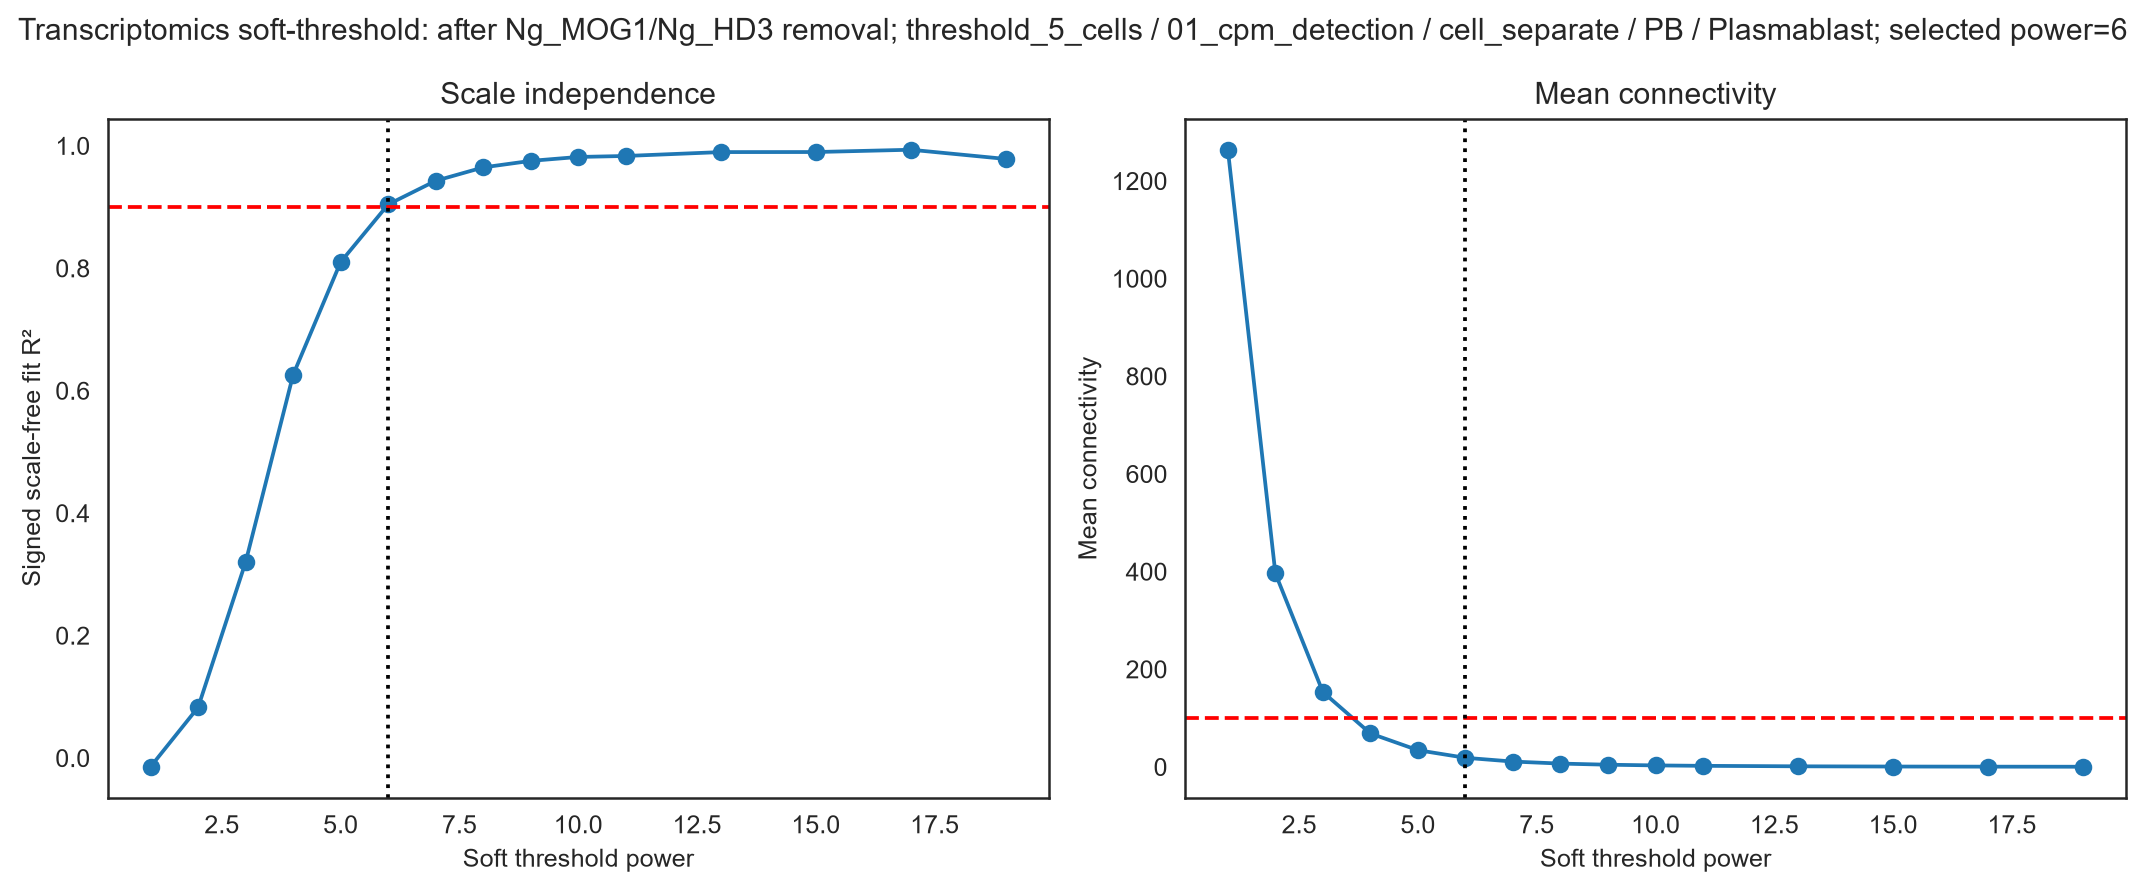 Transcriptomics soft-threshold: after Ng_MOG1/Ng_HD3 removal; threshold_5_cells / 01_cpm_detection / cell_separate / PB / Plasmablast; selected power=6
Scale independence
Signed scale-free fit R²
1.0
0.8
0.6
0.4
0.2
0.0
2.5 5.0 7.5 10.0 12.5 15.0 17.5
Soft threshold power
Mean connectivity
Mean connectivity
1200
1000
800
600
400
200
0
2.5 5.0 7.5 10.0 12.5 15.0 17.5
Soft threshold power